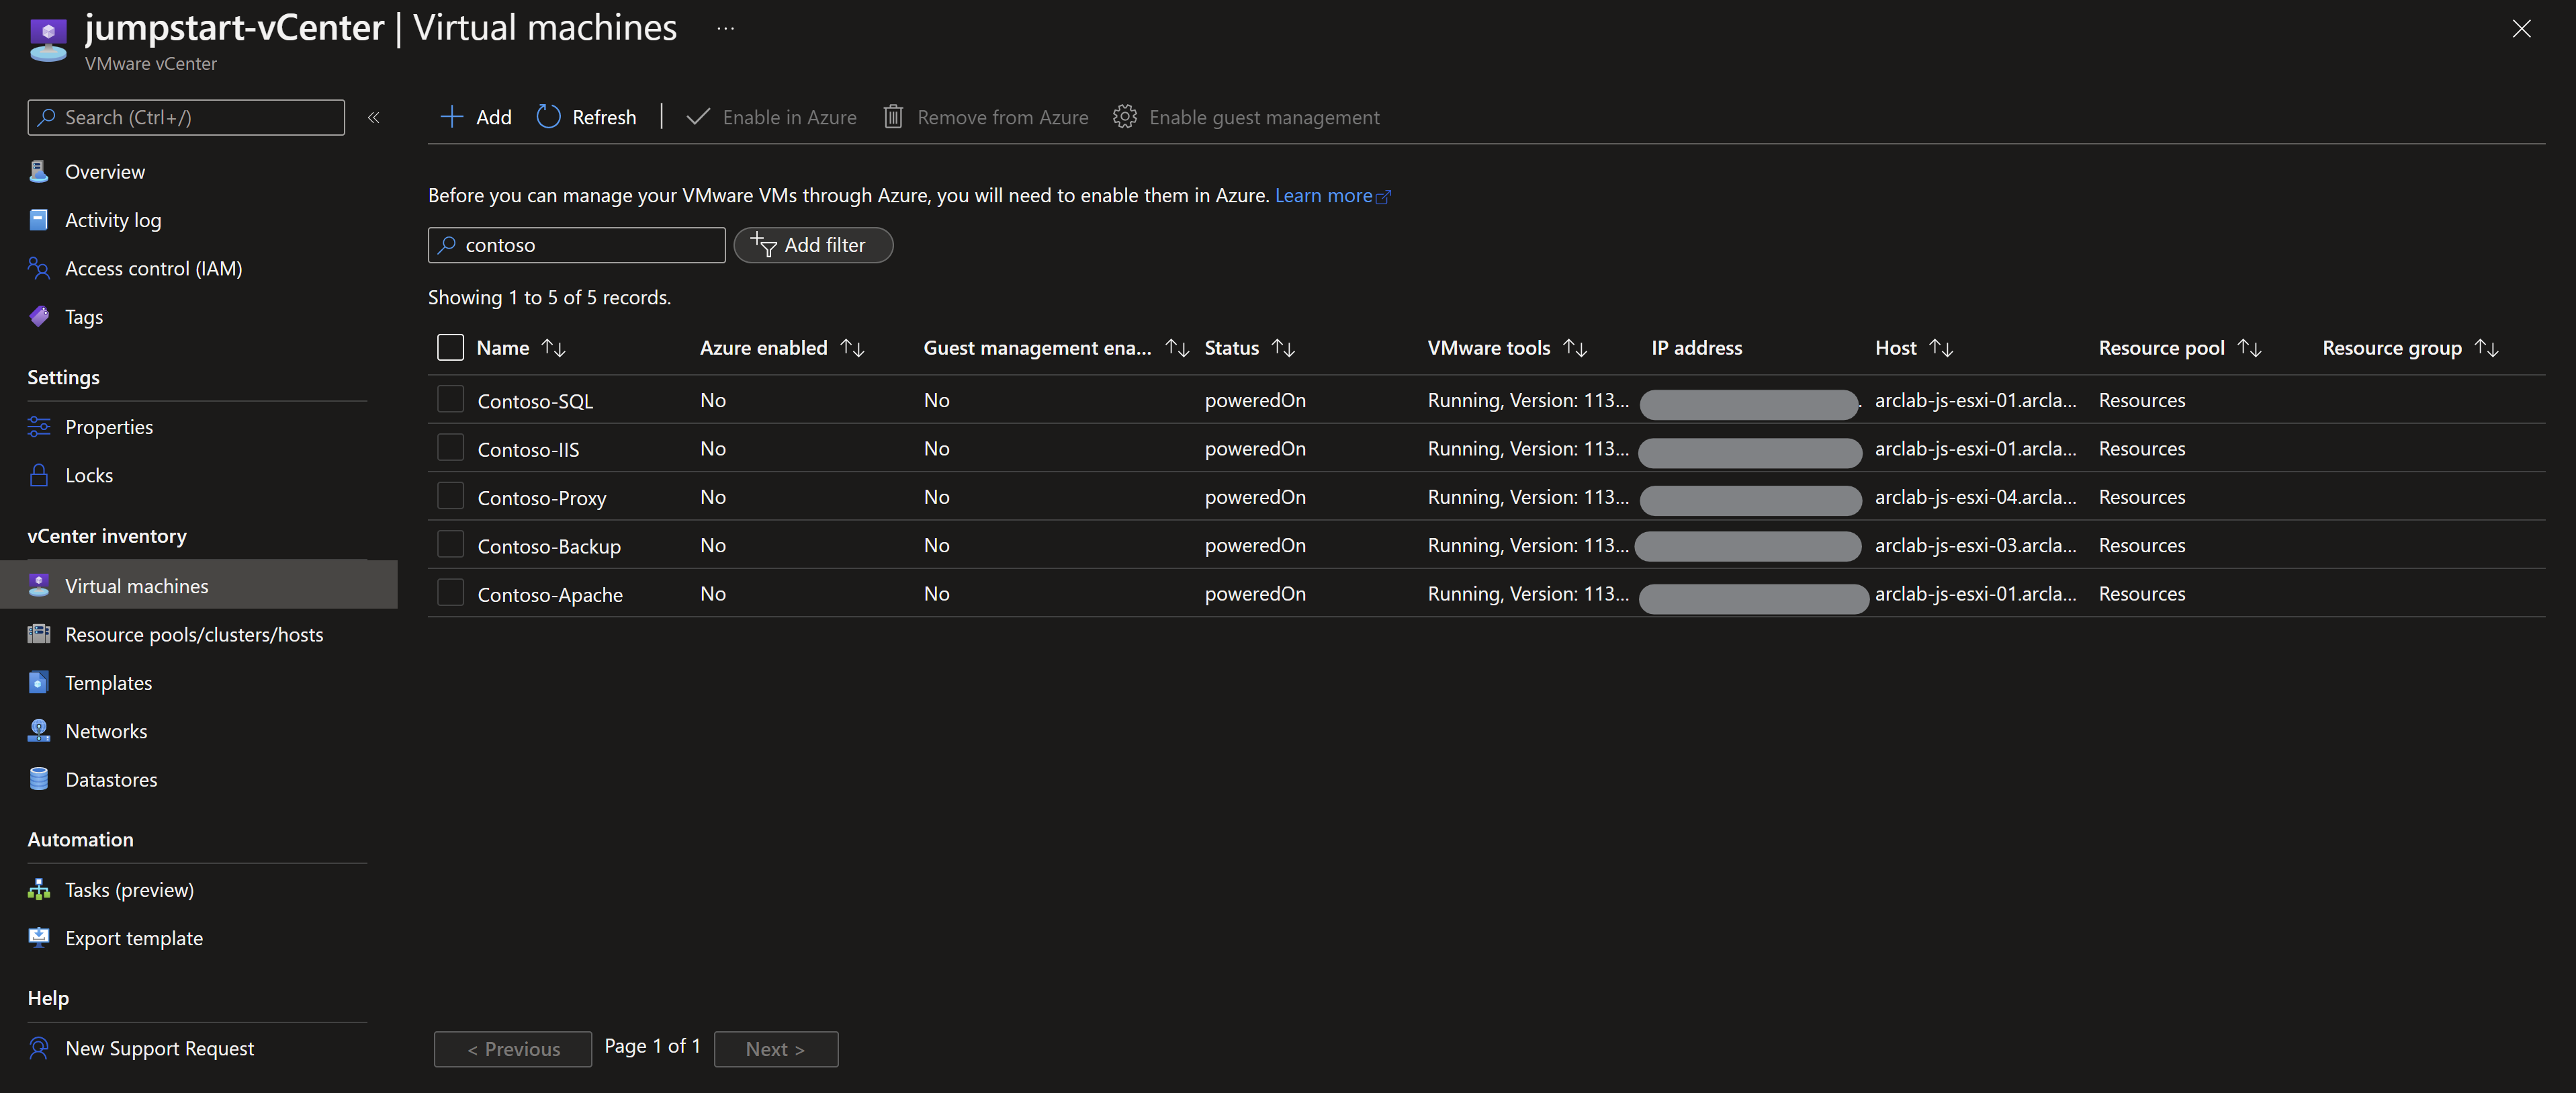 jumpstart-vCenter | Virtual machines ...
VMware vCenter
Search (Ctrl+/)
«
Overview
Activity log
Access control (IAM)
Tags
Settings
Properties
Locks
vCenter inventory
Virtual machines
Resource pools/clusters/hosts
Templates
Networks
Datastores
Automation
Tasks (preview)
Export template
Help
New Support Request
Add Refresh | Enable in Azure Remove from Azure Enable guest management
Before you can manage your VMware VMs through Azure, you will need to enable them in Azure. Learn more
contoso Add filter
Showing 1 to 5 of 5 records.
Name ↑↓ Azure enabled ↑↓ Guest management ena... ↑↓ Status ↑↓ VMware tools ↑↓ IP address Host ↑↓ Resource pool ↑↓ Resource group ↑↓
Contoso-SQL No No poweredOn Running, Version: 113... arclab-js-esxi-01.arcla... Resources
Contoso-IIS No No poweredOn Running, Version: 113... arclab-js-esxi-01.arcla... Resources
Contoso-Proxy No No poweredOn Running, Version: 113... arclab-js-esxi-04.arcla... Resources
Contoso-Backup No No poweredOn Running, Version: 113... arclab-js-esxi-03.arcla... Resources
Contoso-Apache No No poweredOn Running, Version: 113... arclab-js-esxi-01.arcla... Resources
< Previous Page 1 of 1 Next >